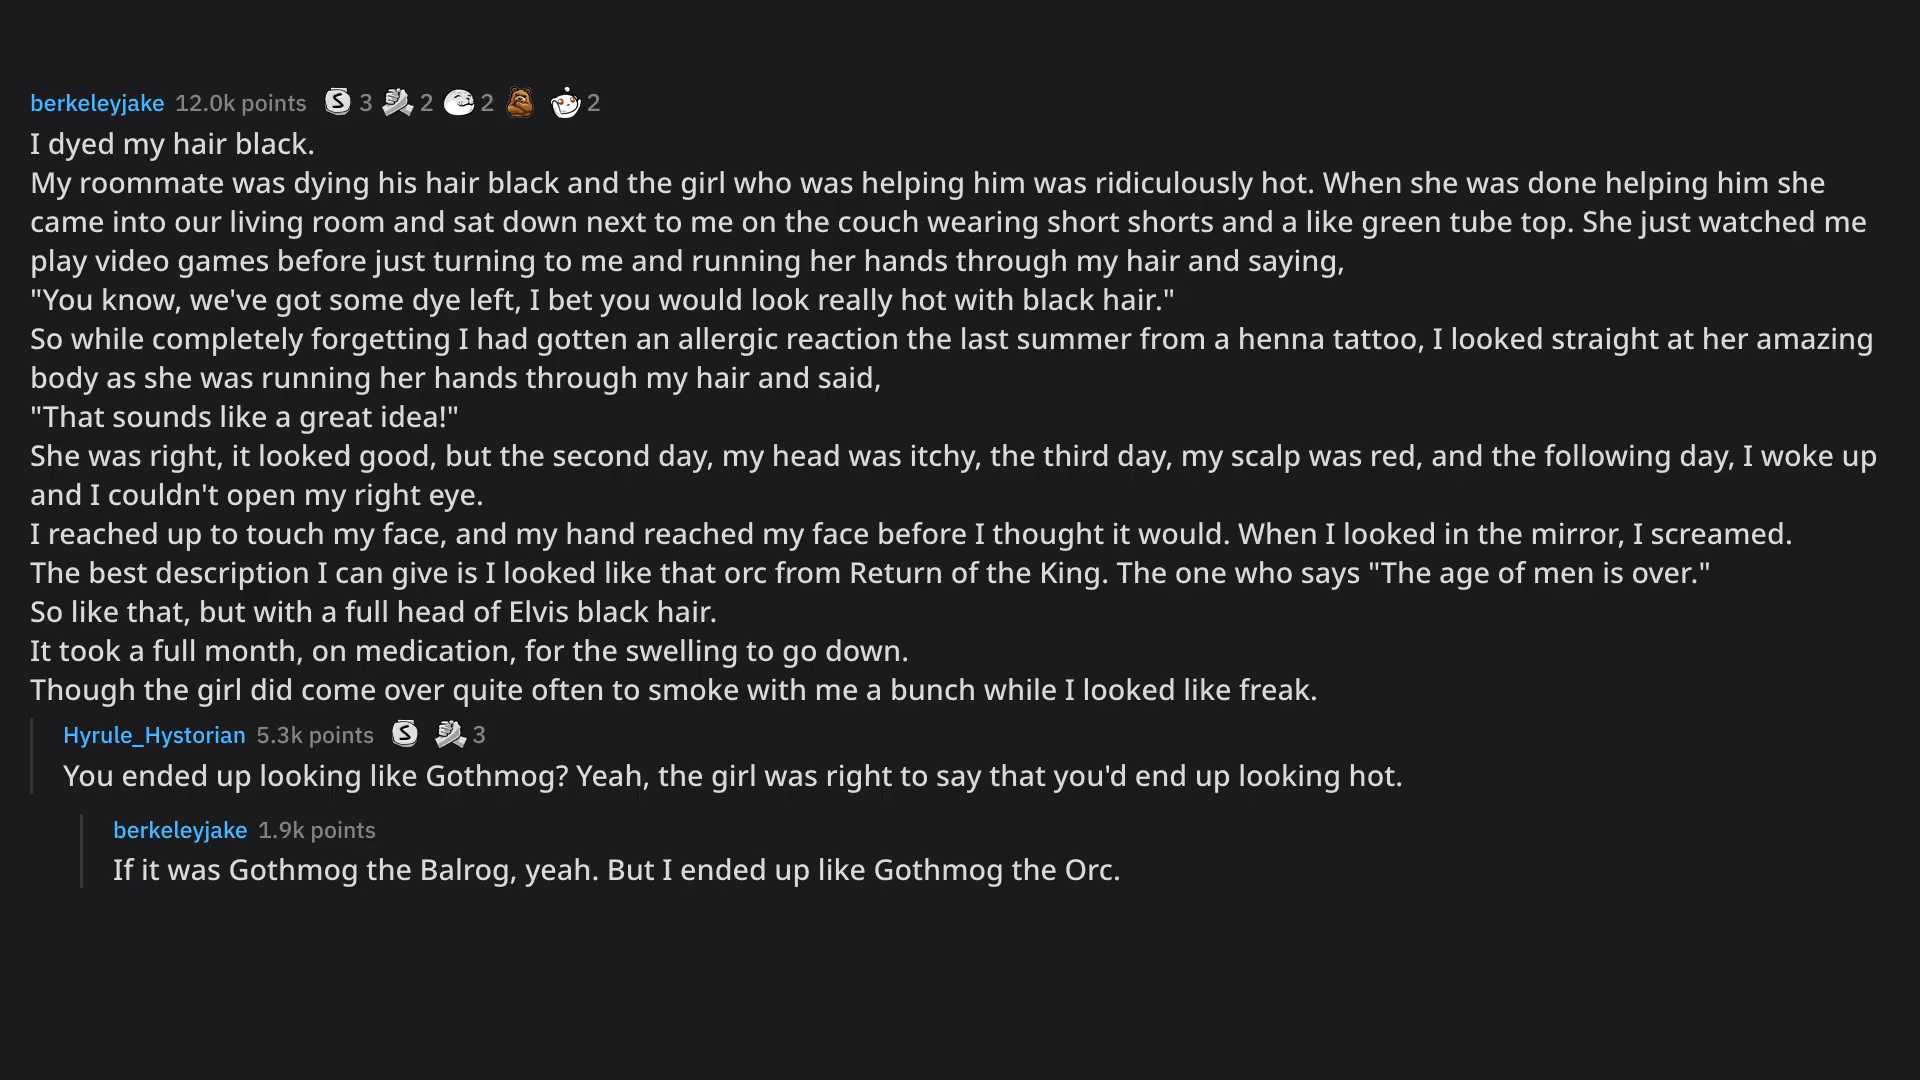 berkeleyjake 12.0k points 3 2 2 2
I dyed my hair black.
My roommate was dying his hair black and the girl who was helping him was ridiculously hot. When she was done helping him she
came into our living room and sat down next to me on the couch wearing short shorts and a like green tube top. She just watched me
play video games before just turning to me and running her hands through my hair and saying,
"You know, we've got some dye left, I bet you would look really hot with black hair."
So while completely forgetting I had gotten an allergic reaction the last summer from a henna tattoo, I looked straight at her amazing
body as she was running her hands through my hair and said,
"That sounds like a great idea!"
She was right, it looked good, but the second day, my head was itchy, the third day, my scalp was red, and the following day, I woke up
and I couldn't open my right eye.
I reached up to touch my face, and my hand reached my face before I thought it would. When I looked in the mirror, I screamed.
The best description I can give is I looked like that orc from Return of the King. The one who says "The age of men is over."
So like that, but with a full head of Elvis black hair.
It took a full month, on medication, for the swelling to go down.
Though the girl did come over quite often to smoke with me a bunch while I looked like freak.
Hyrule_Hystorian 5.3k points 3
You ended up looking like Gothmog? Yeah, the girl was right to say that you'd end up looking hot.
berkeleyjake 1.9k points
If it was Gothmog the Balrog, yeah. But I ended up like Gothmog the Orc.